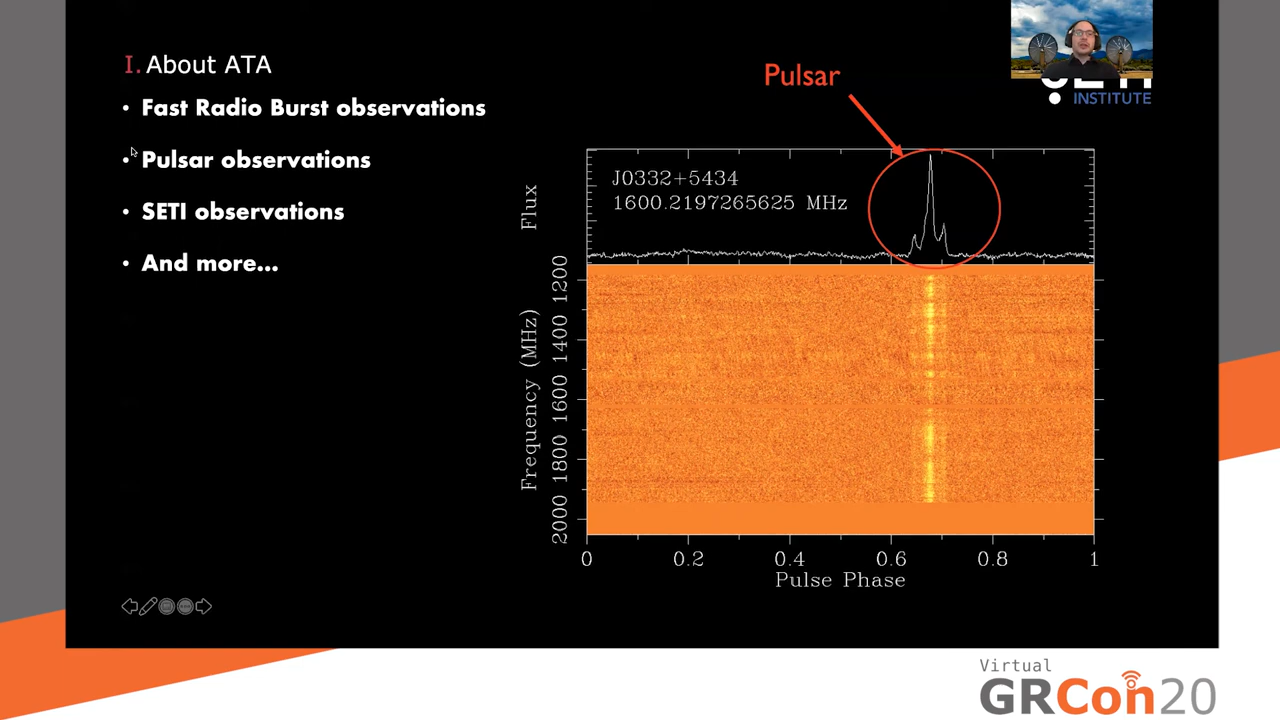 I. About ATA
• Fast Radio Burst observations
• Pulsar observations
• SETI observations
• And more...
Pulsar
INSTITUTE
J0332+5434
1600.2197265625 MHz
Flux
Frequency (MHz)
1200
1400
1600
1800
2000
0 0.2 0.4 0.6 0.8 1
Pulse Phase
Virtual
GRCon20